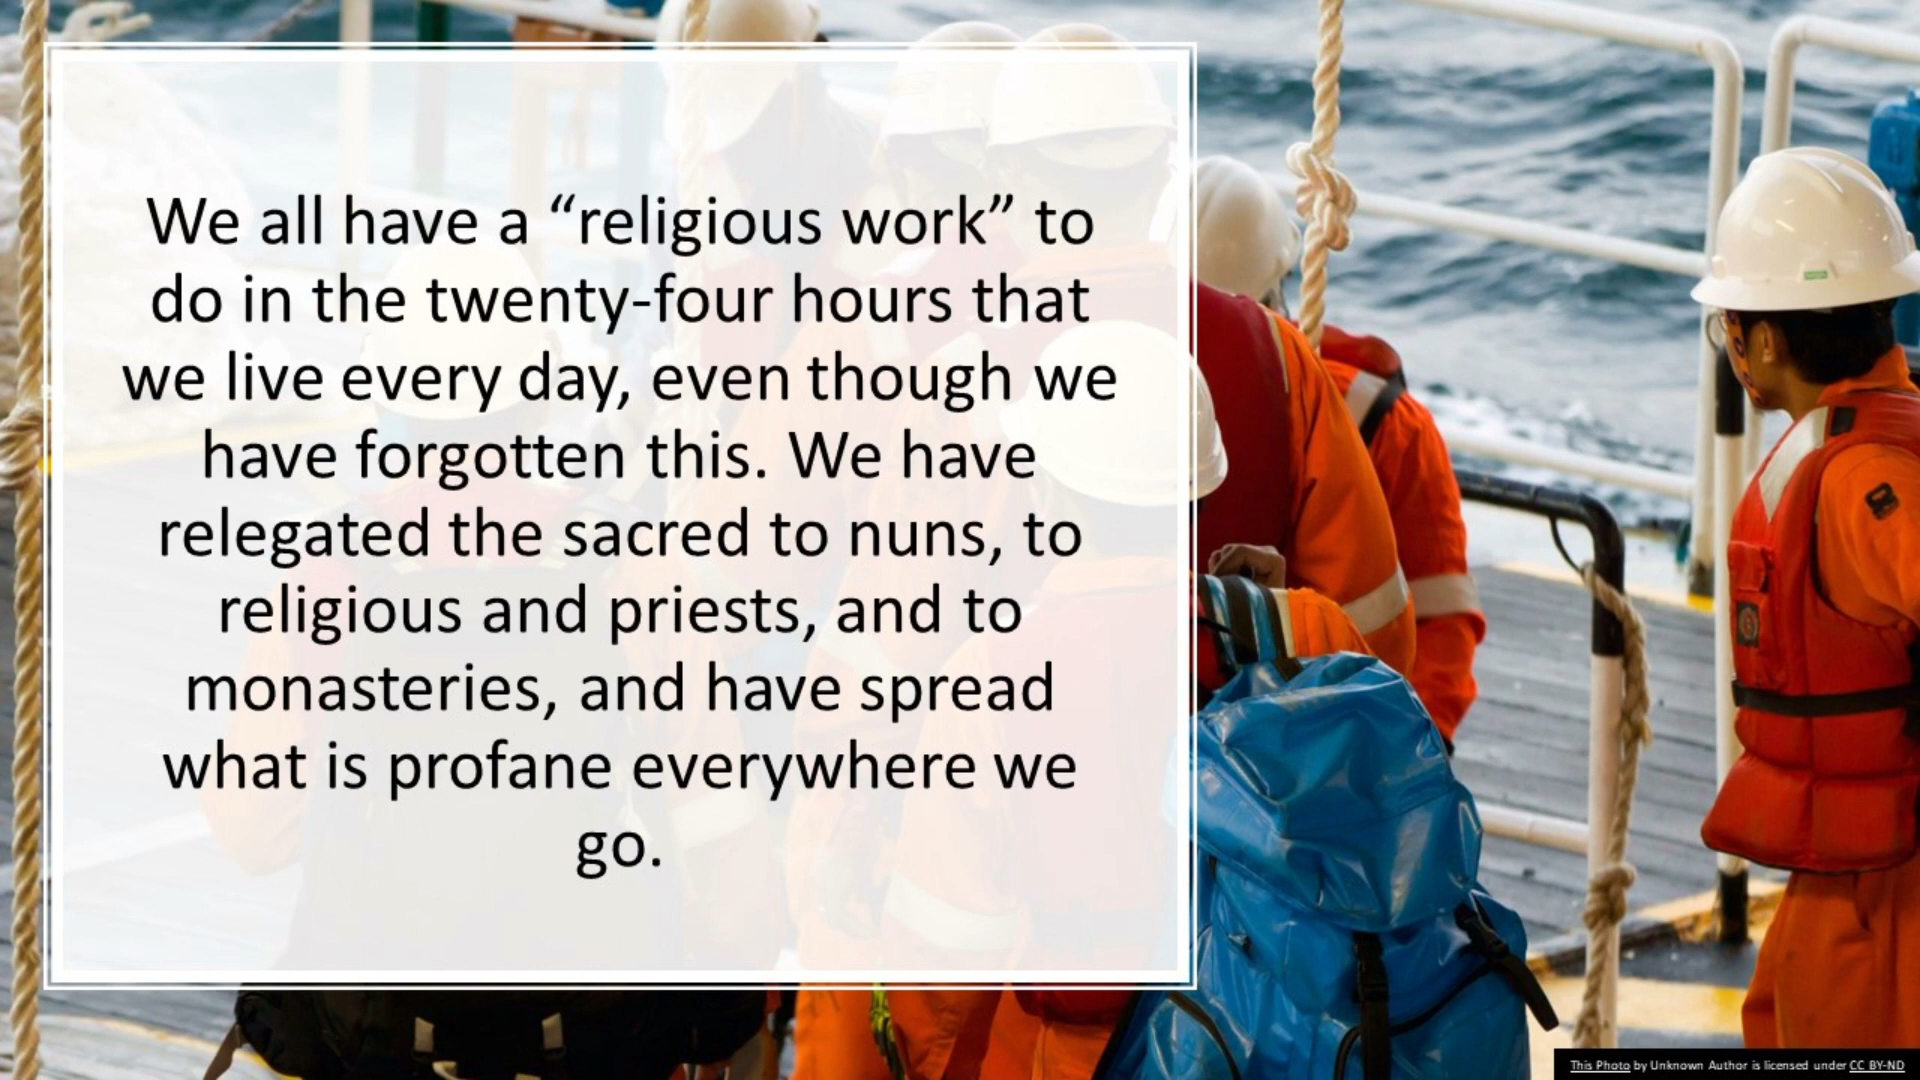 We all have a “religious work” to
do in the twenty-four hours that
we live every day, even though we
have forgotten this. We have
relegated the sacred to nuns, to
religious and priests, and to
monasteries, and have spread
what is profane everywhere we
go.
This Photo by Unknown Author is licensed under CC BY-ND